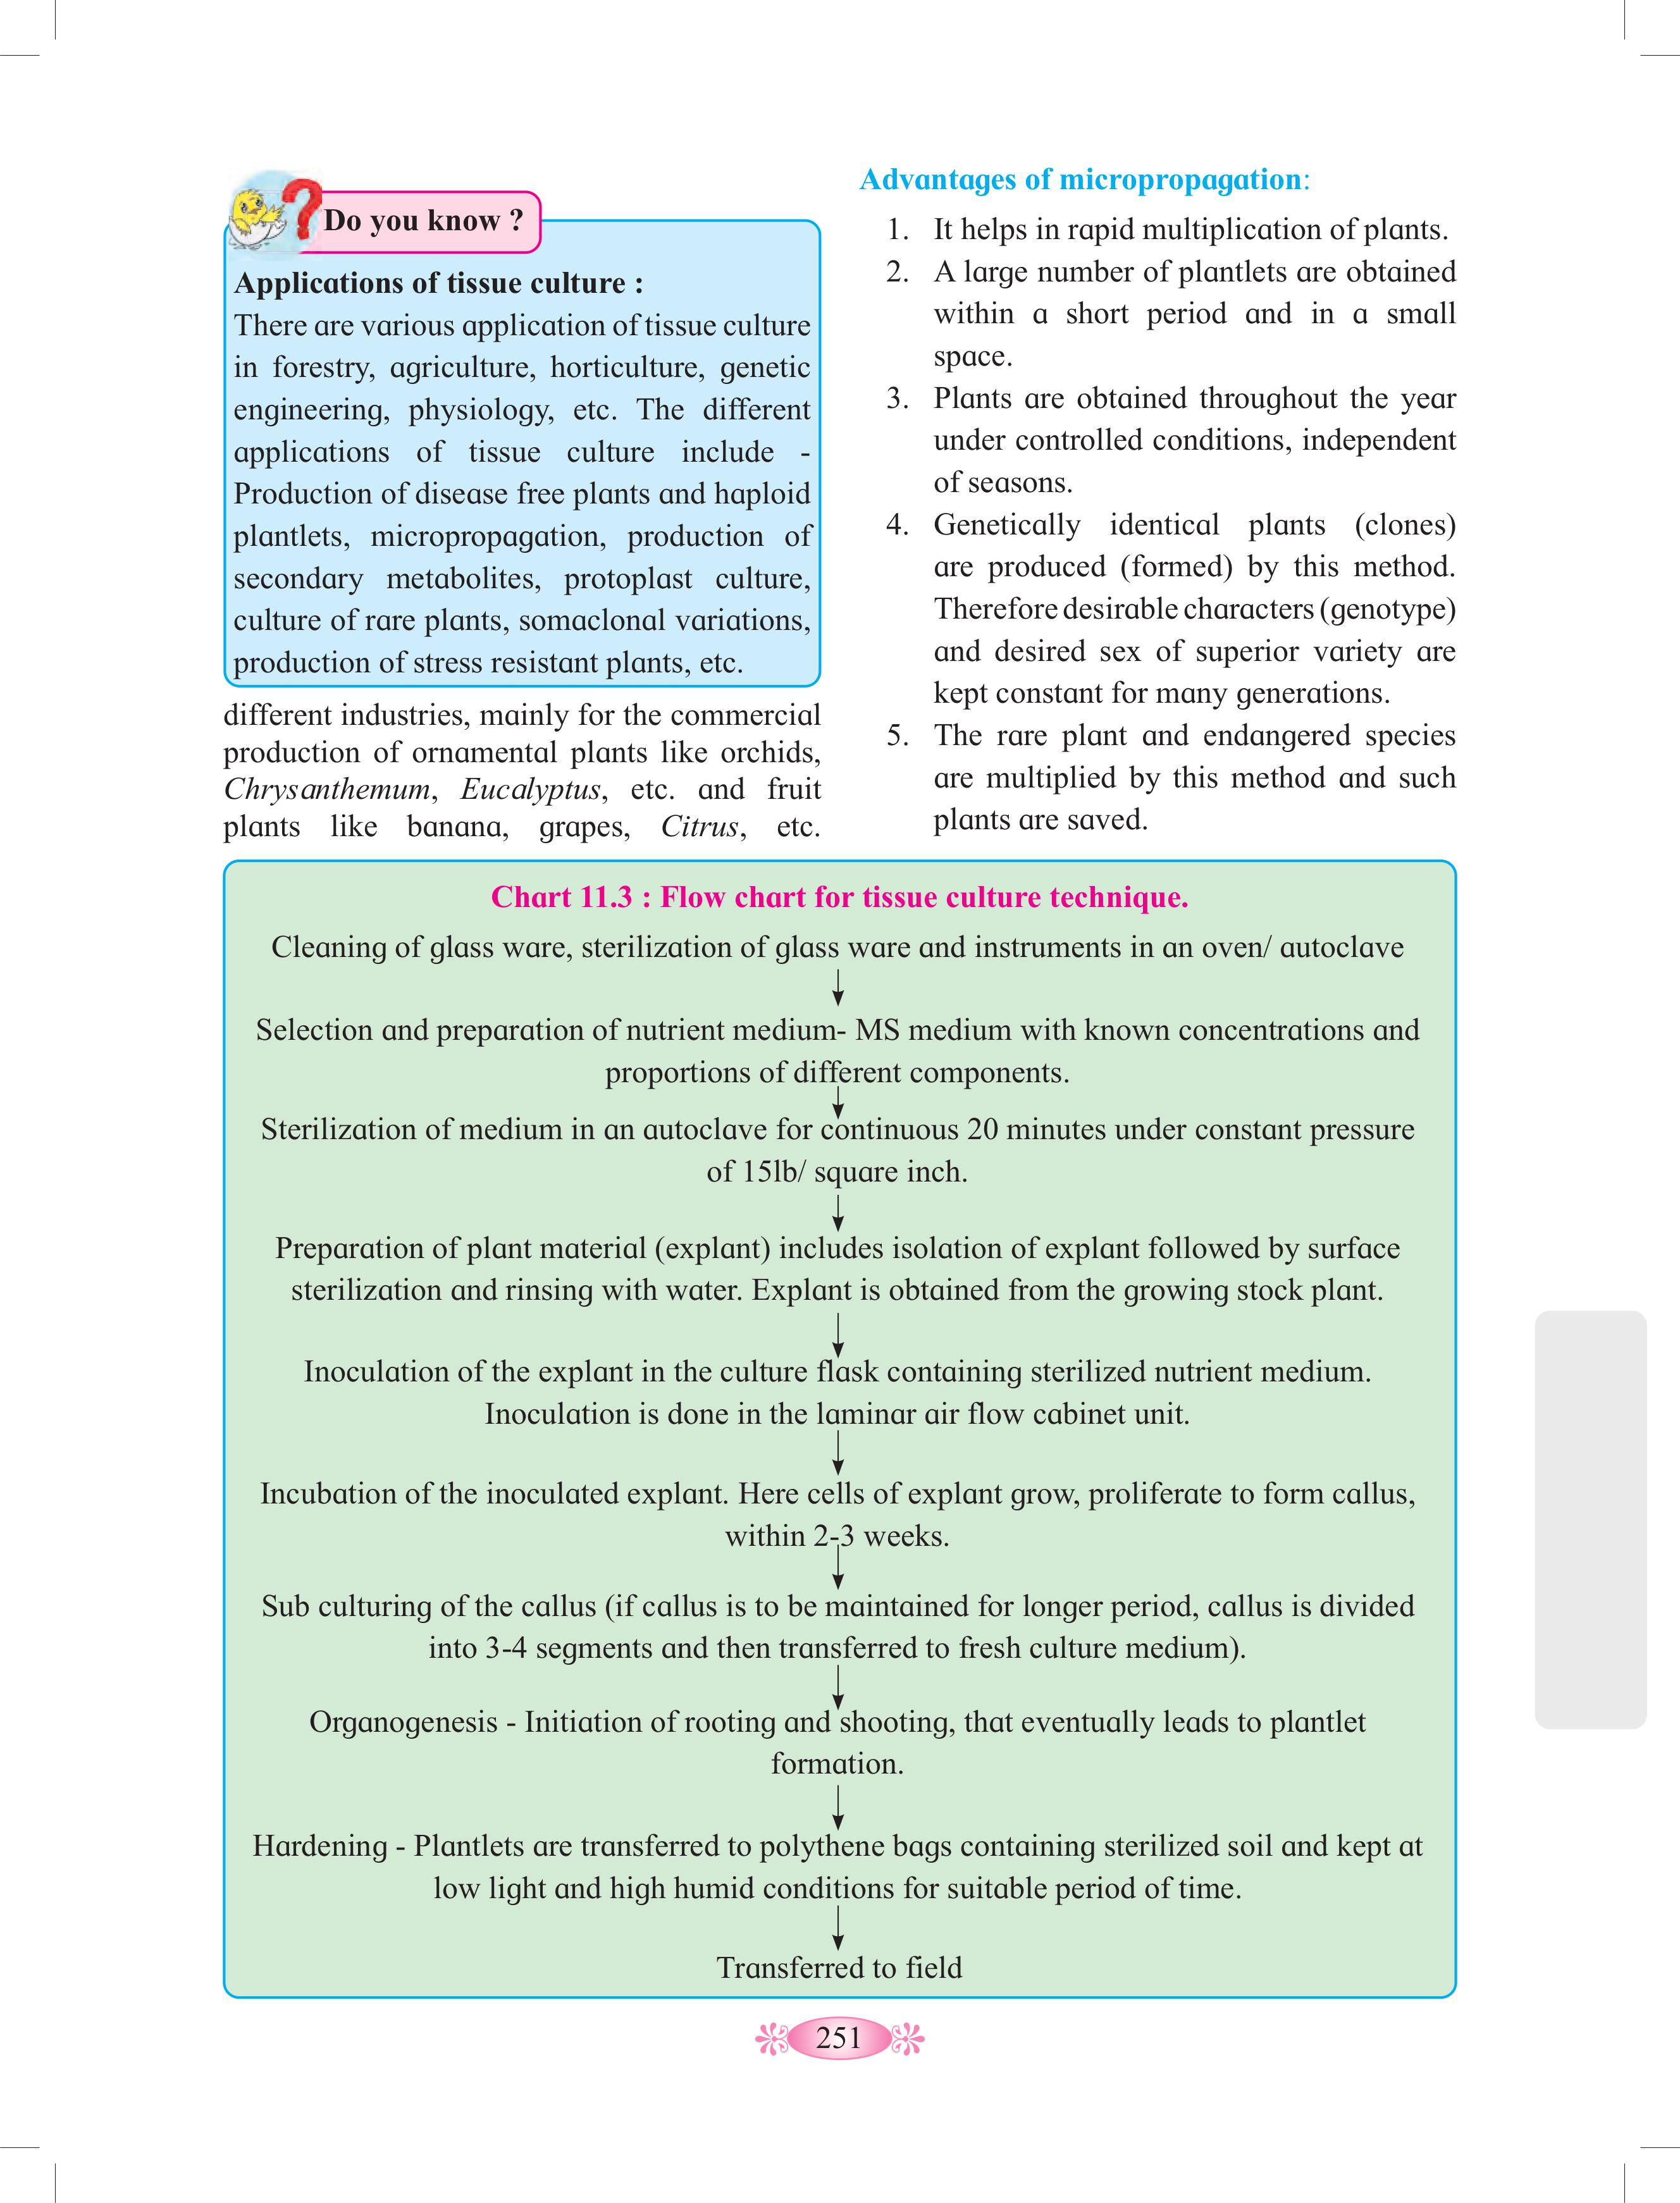 Do you know ?
Applications of tissue culture :
There are various application of tissue culture
in forestry, agriculture, horticulture, genetic
engineering, physiology, etc. The different
applications of tissue culture include -
Production of disease free plants and haploid
plantlets, micropropagation, production of
secondary metabolites, protoplast culture,
culture of rare plants, somaclonal variations,
production of stress resistant plants, etc.
different industries, mainly for the commercial
production of ornamental plants like orchids,
Chrysanthemum, Eucalyptus, etc. and fruit
plants like banana, grapes, Citrus, etc.
Advantages of micropropagation:
1. It helps in rapid multiplication of plants.
2. A large number of plantlets are obtained
within a short period and in a small
space.
3. Plants are obtained throughout the year
under controlled conditions, independent
of seasons.
4. Genetically identical plants (clones)
are produced (formed) by this method.
Therefore desirable characters (genotype)
and desired sex of superior variety are
kept constant for many generations.
5. The rare plant and endangered species
are multiplied by this method and such
plants are saved.
Chart 11.3 : Flow chart for tissue culture technique.
Cleaning of glass ware, sterilization of glass ware and instruments in an oven/ autoclave
Selection and preparation of nutrient medium- MS medium with known concentrations and
proportions of different components.
Sterilization of medium in an autoclave for continuous 20 minutes under constant pressure
of 15lb/ square inch.
Preparation of plant material (explant) includes isolation of explant followed by surface
sterilization and rinsing with water. Explant is obtained from the growing stock plant.
Inoculation of the explant in the culture flask containing sterilized nutrient medium.
Inoculation is done in the laminar air flow cabinet unit.
Incubation of the inoculated explant. Here cells of explant grow, proliferate to form callus,
within 2-3 weeks.
Sub culturing of the callus (if callus is to be maintained for longer period, callus is divided
into 3-4 segments and then transferred to fresh culture medium).
Organogenesis - Initiation of rooting and shooting, that eventually leads to plantlet
formation.
Hardening - Plantlets are transferred to polythene bags containing sterilized soil and kept at
low light and high humid conditions for suitable period of time.
Transferred to field
251